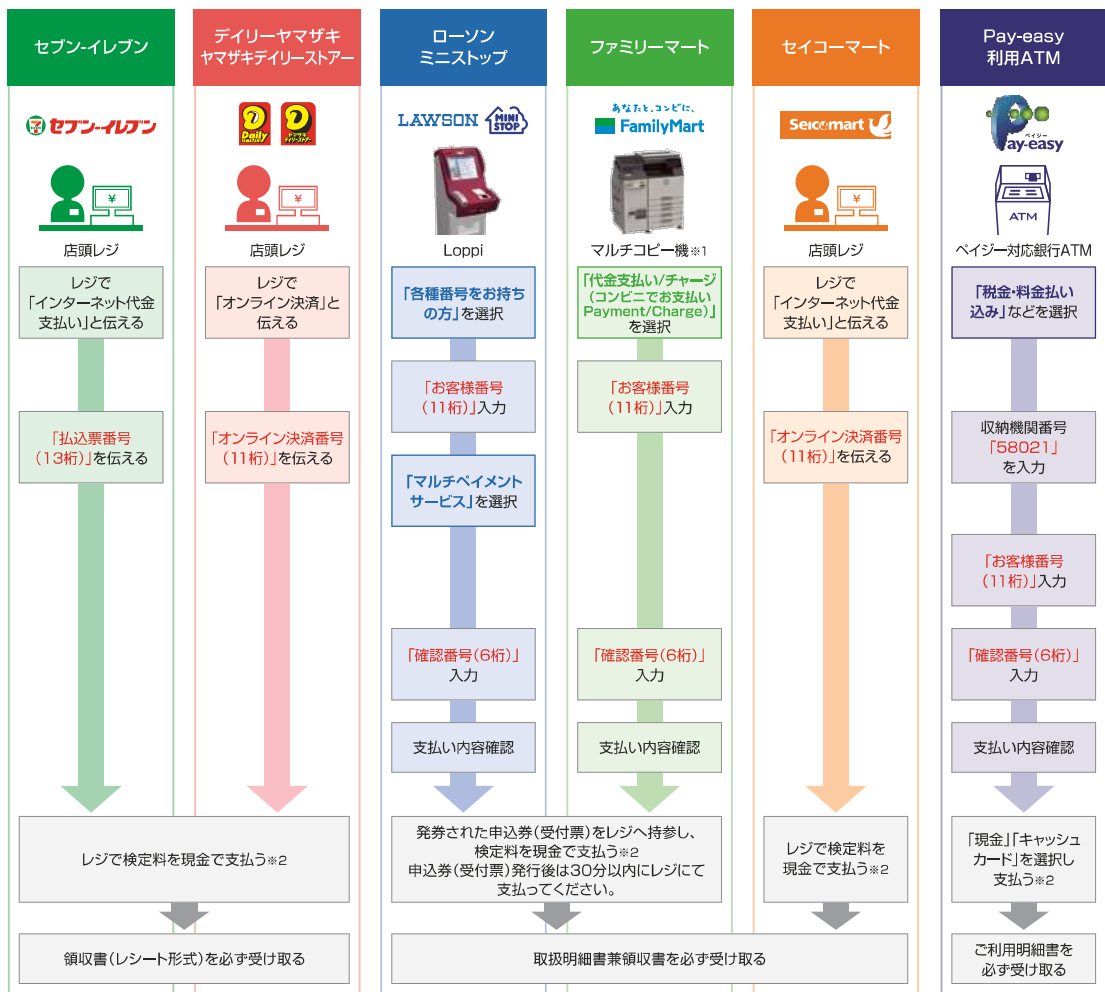 セブン-イレブン
セブン-イレブン
¥
店頭レジ
レジで
「インターネット代金
支払い」と伝える
「払込票番号
(13桁)」を伝える
デイリーヤマザキ
ヤマザキデイリーストアー
Daily
ヤマザキ
デイリーストアー
¥
店頭レジ
レジで
「オンライン決済」と
伝える
「オンライン決済番号
(11桁)」を伝える
レジで検定料を現金で支払う※2
領収書(レシート形式)を必ず受け取る
ローソン
ミニストップ
LAWSON
MINI
STOP
Loppi
「各種番号をお持ち
の方」を選択
「お客様番号
(11桁)」入力
「マルチペイメント
サービス」を選択
「確認番号(6桁)」
入力
支払い内容確認
ファミリーマート
あなたと、コンビに、
FamilyMart
マルチコピー機※1
「代金支払い/チャージ
(コンビニでお支払い
Payment/Charge)」
を選択
「お客様番号
(11桁)」入力
「確認番号(6桁)」
入力
支払い内容確認
発券された申込券(受付票)をレジへ持参し、
検定料を現金で支払う※2
申込券(受付票)発行後は30分以内にレジにて
支払ってください。
セイコーマート
Seicomart
¥
店頭レジ
レジで
「インターネット代金
支払い」と伝える
「オンライン決済番号
(11桁)」を伝える
レジで検定料を
現金で支払う※2
取扱明細書兼領収書を必ず受け取る
Pay-easy
利用ATM
ペイジー
Pay-easy
ATM
ペイジー対応銀行ATM
「税金・料金払い
込み」などを選択
収納機関番号
「58021」
を入力
「お客様番号
(11桁)」入力
「確認番号(6桁)」
入力
支払い内容確認
「現金」「キャッシュ
カード」を選択し
支払う※2
ご利用明細書を
必ず受け取る